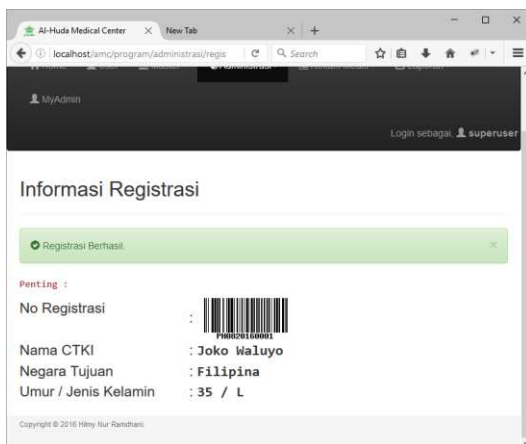 Al-Huda Medical Center
New Tab
localhost/amc/program/administrasi/regis
Search
MyAdmin
Login sebagai, superuser
Informasi Registrasi
Registrasi Berhasil.
Penting :
No Registrasi :
PH0820160001
Nama CTKI : Joko Waluyo
Negara Tujuan : Filipina
Umur / Jenis Kelamin : 35 / L
Copyright © 2016 Hilmy Nur Ramdhani.